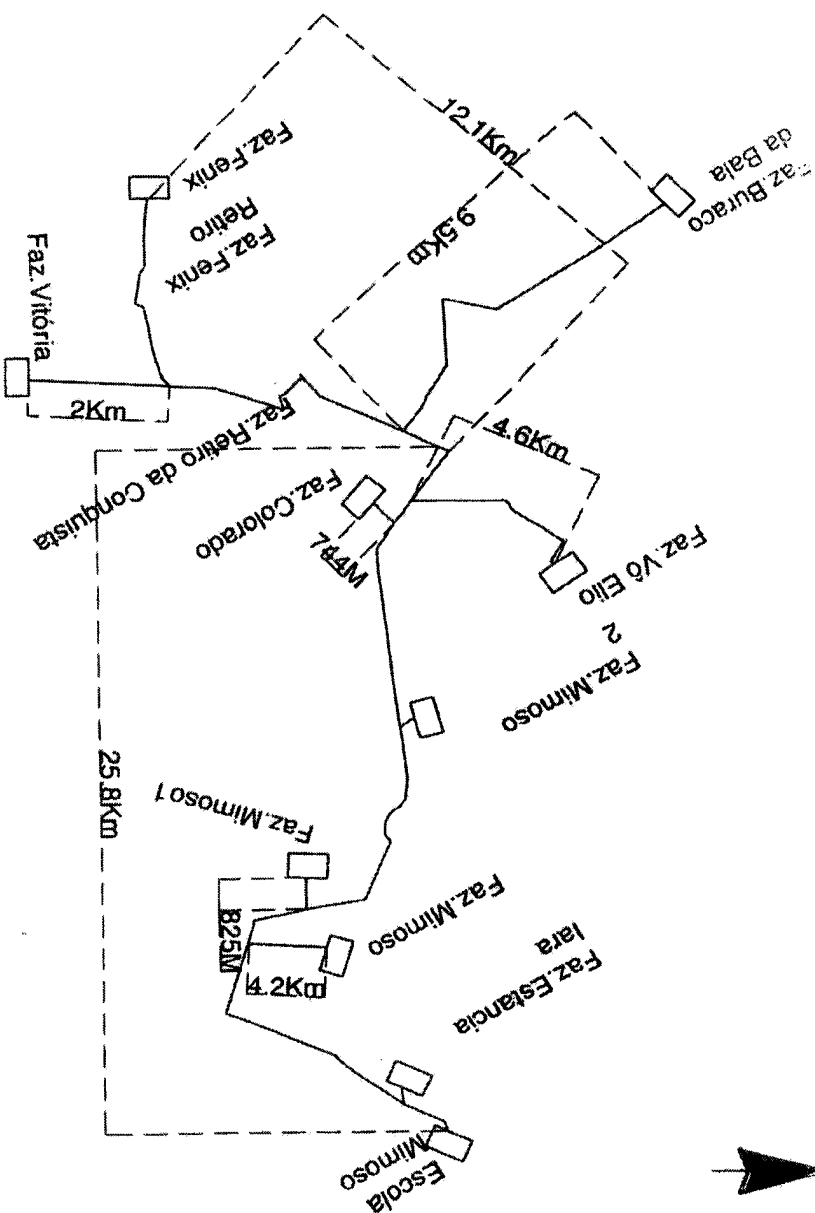 12.1Km
Faz.Buraco
da Bala
Faz.Fenix
9.5Km
Faz.Fenix
Retiro
Faz.Vitória
2Km
Faz.Retiro da Conquista
4.6Km
Faz.Colorado
Faz.Vô Elio
2
Faz.Mimoso
25.8Km
Faz.Mimoso1
825M
Faz.Mimoso
4.2Km
Faz.Estancia
Iara
Escola
Mimoso